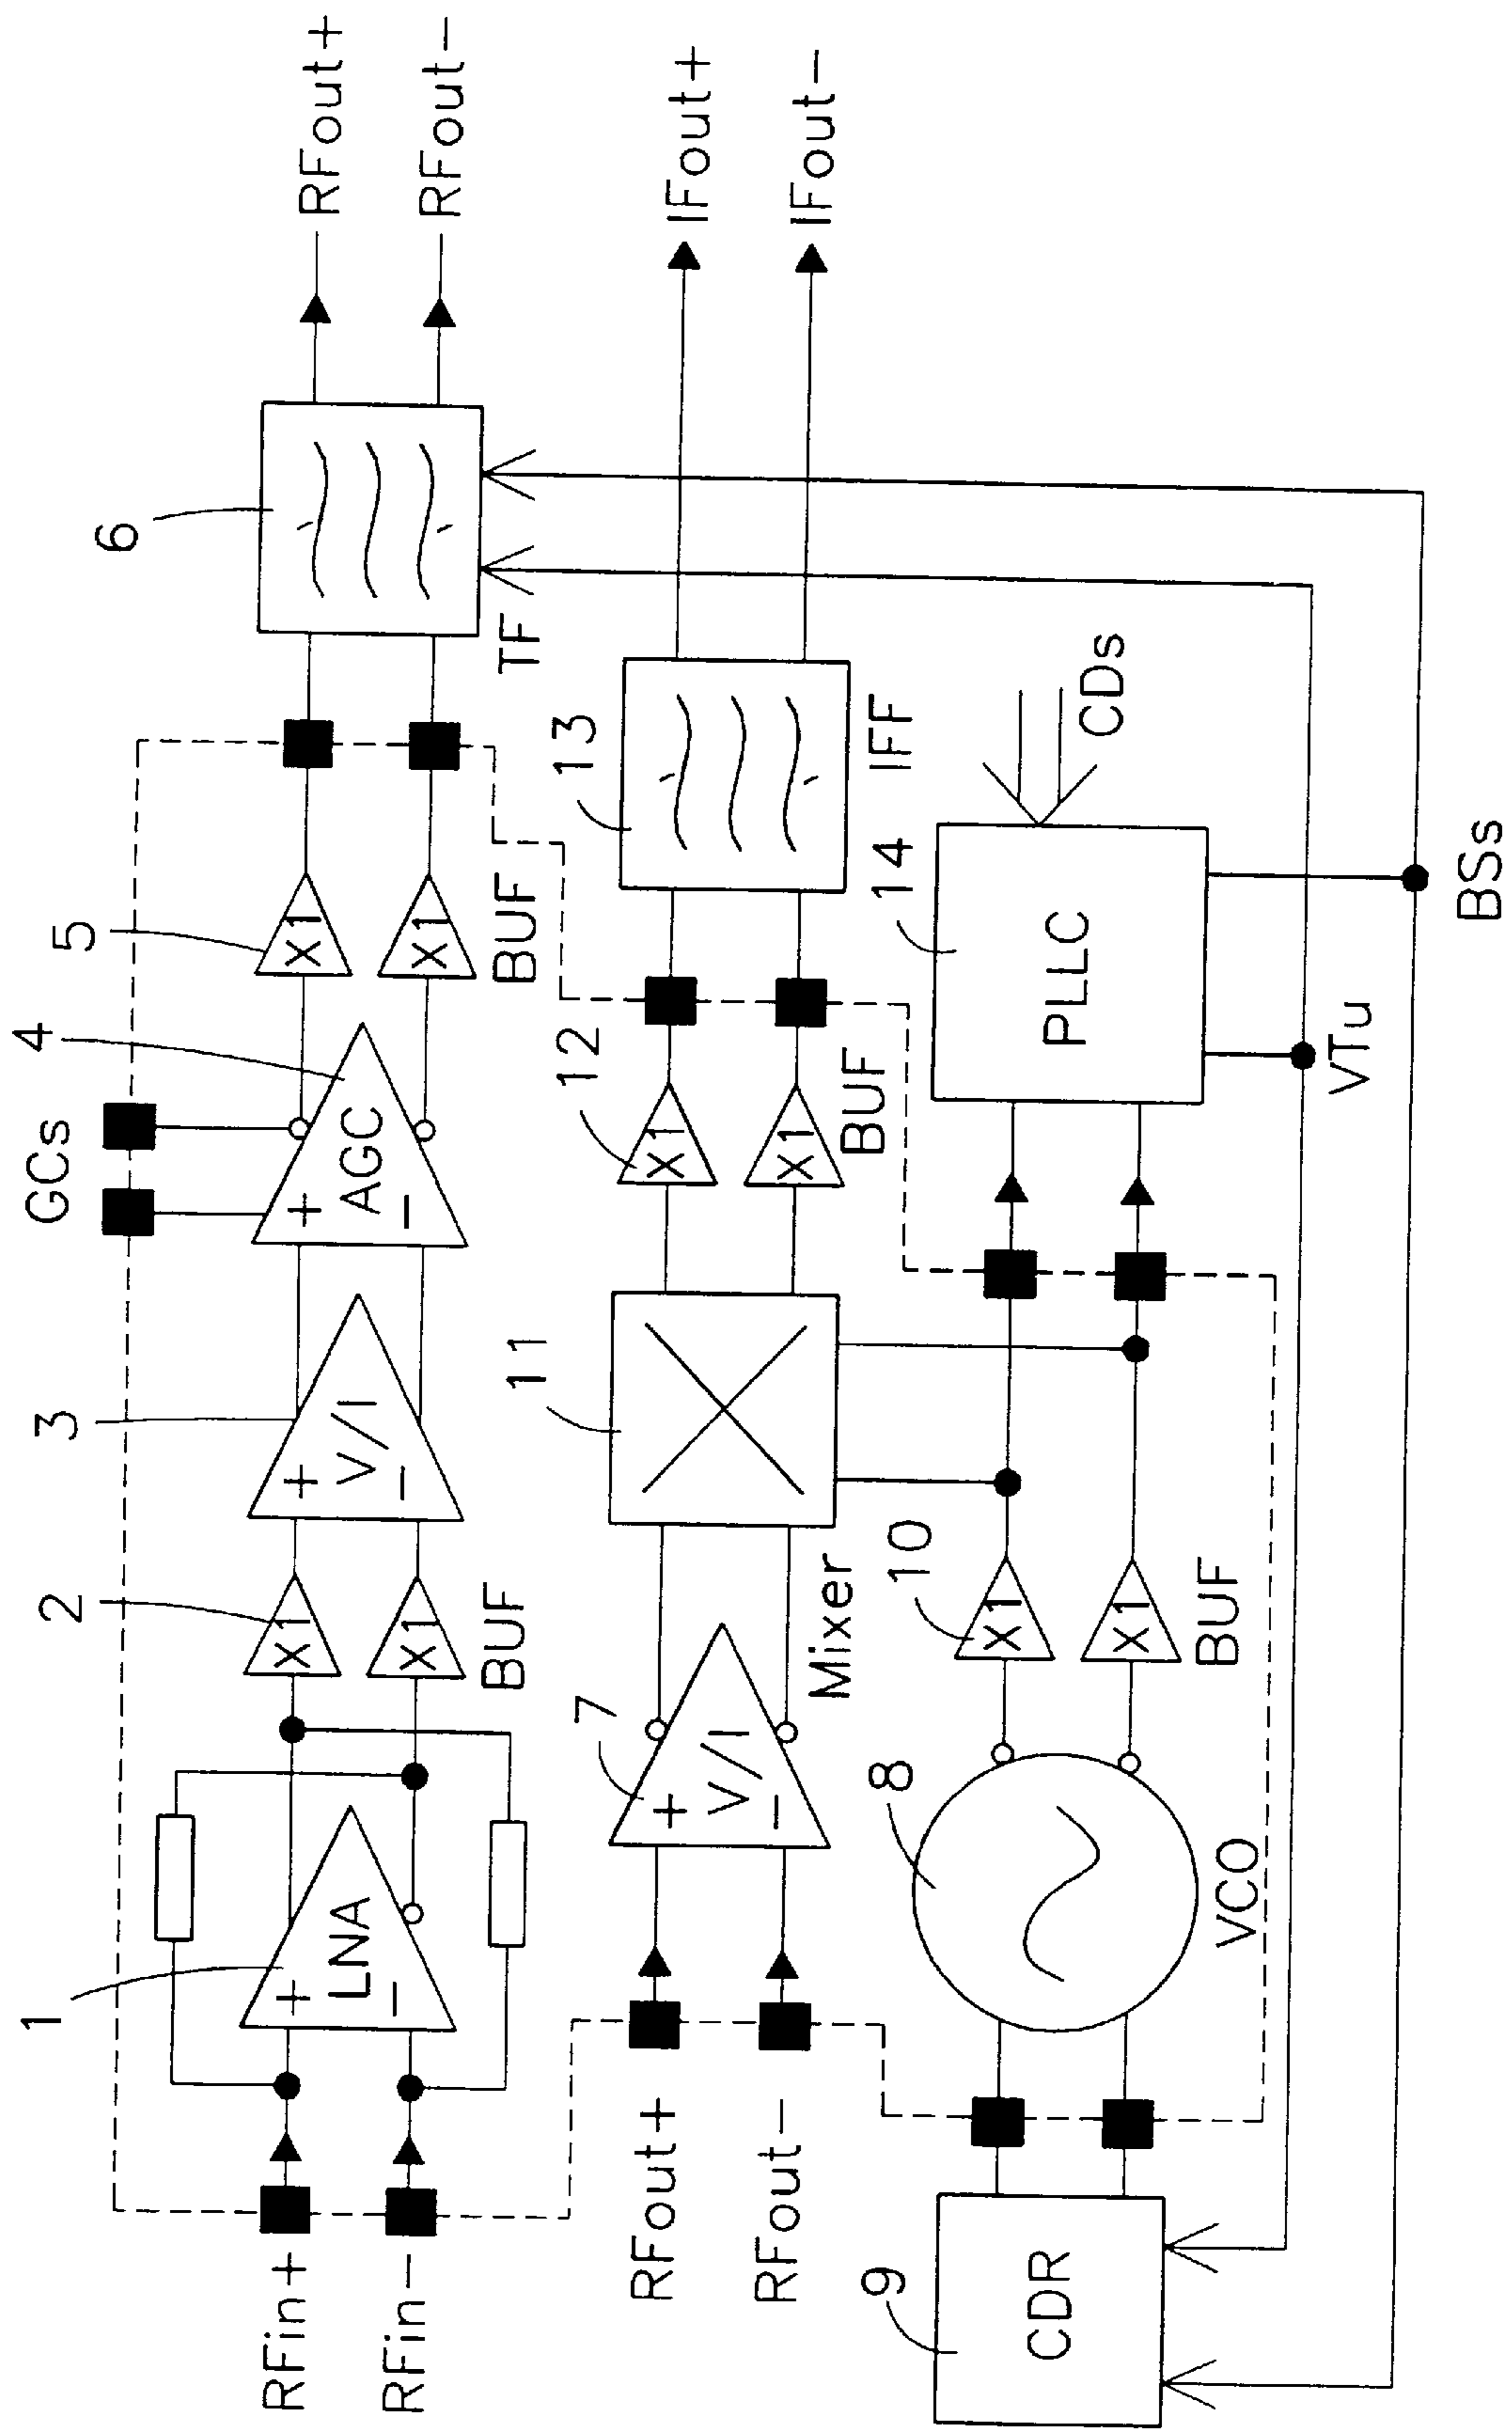 GCs
1
2
3
4
5
6
RFin+
RFin−
+
LNA
−
X1
X1
BUF
+
V/I
−
+
AGC
−
X1
X1
BUF
TF
RFout+
RFout−
RFout+
RFout−
7
+
V/I
−
Mixer
11
12
X1
X1
BUF
13
IFF
IFout+
IFout−
9
CDR
8
VCO
10
X1
X1
BUF
14
PLLC
CDs
VTu
BSs